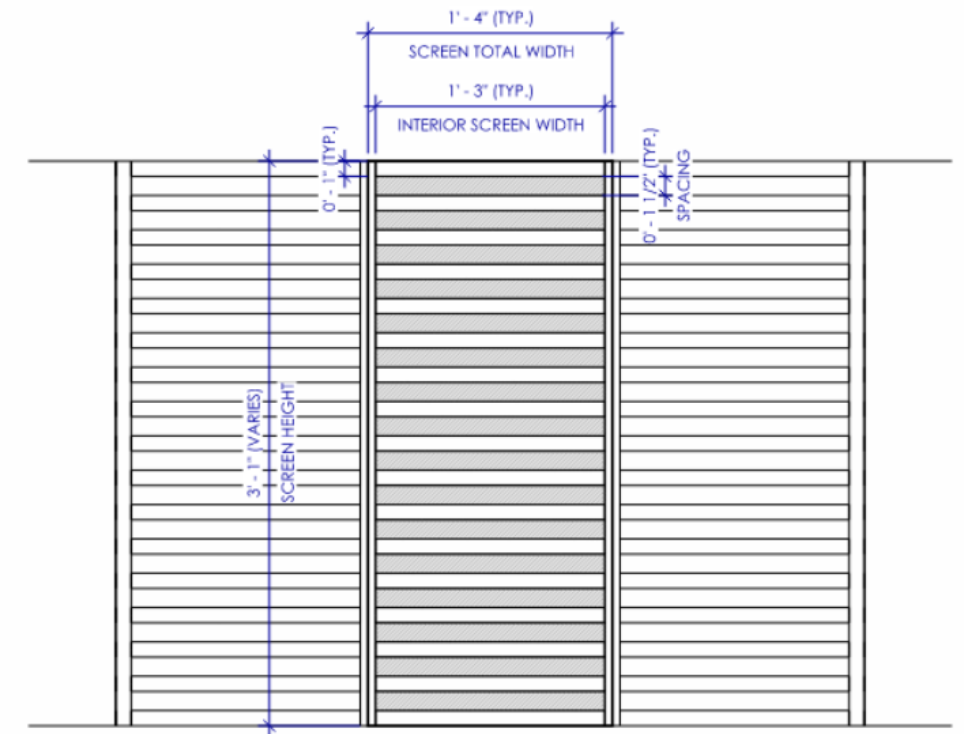 1' - 4" (TYP.)
SCREEN TOTAL WIDTH
1' - 3" (TYP.)
INTERIOR SCREEN WIDTH
0' - 1" (TYP.)
0' - 1 1/2" (TYP.)
SPACING
3' - 1" (VARIES)
SCREEN HEIGHT